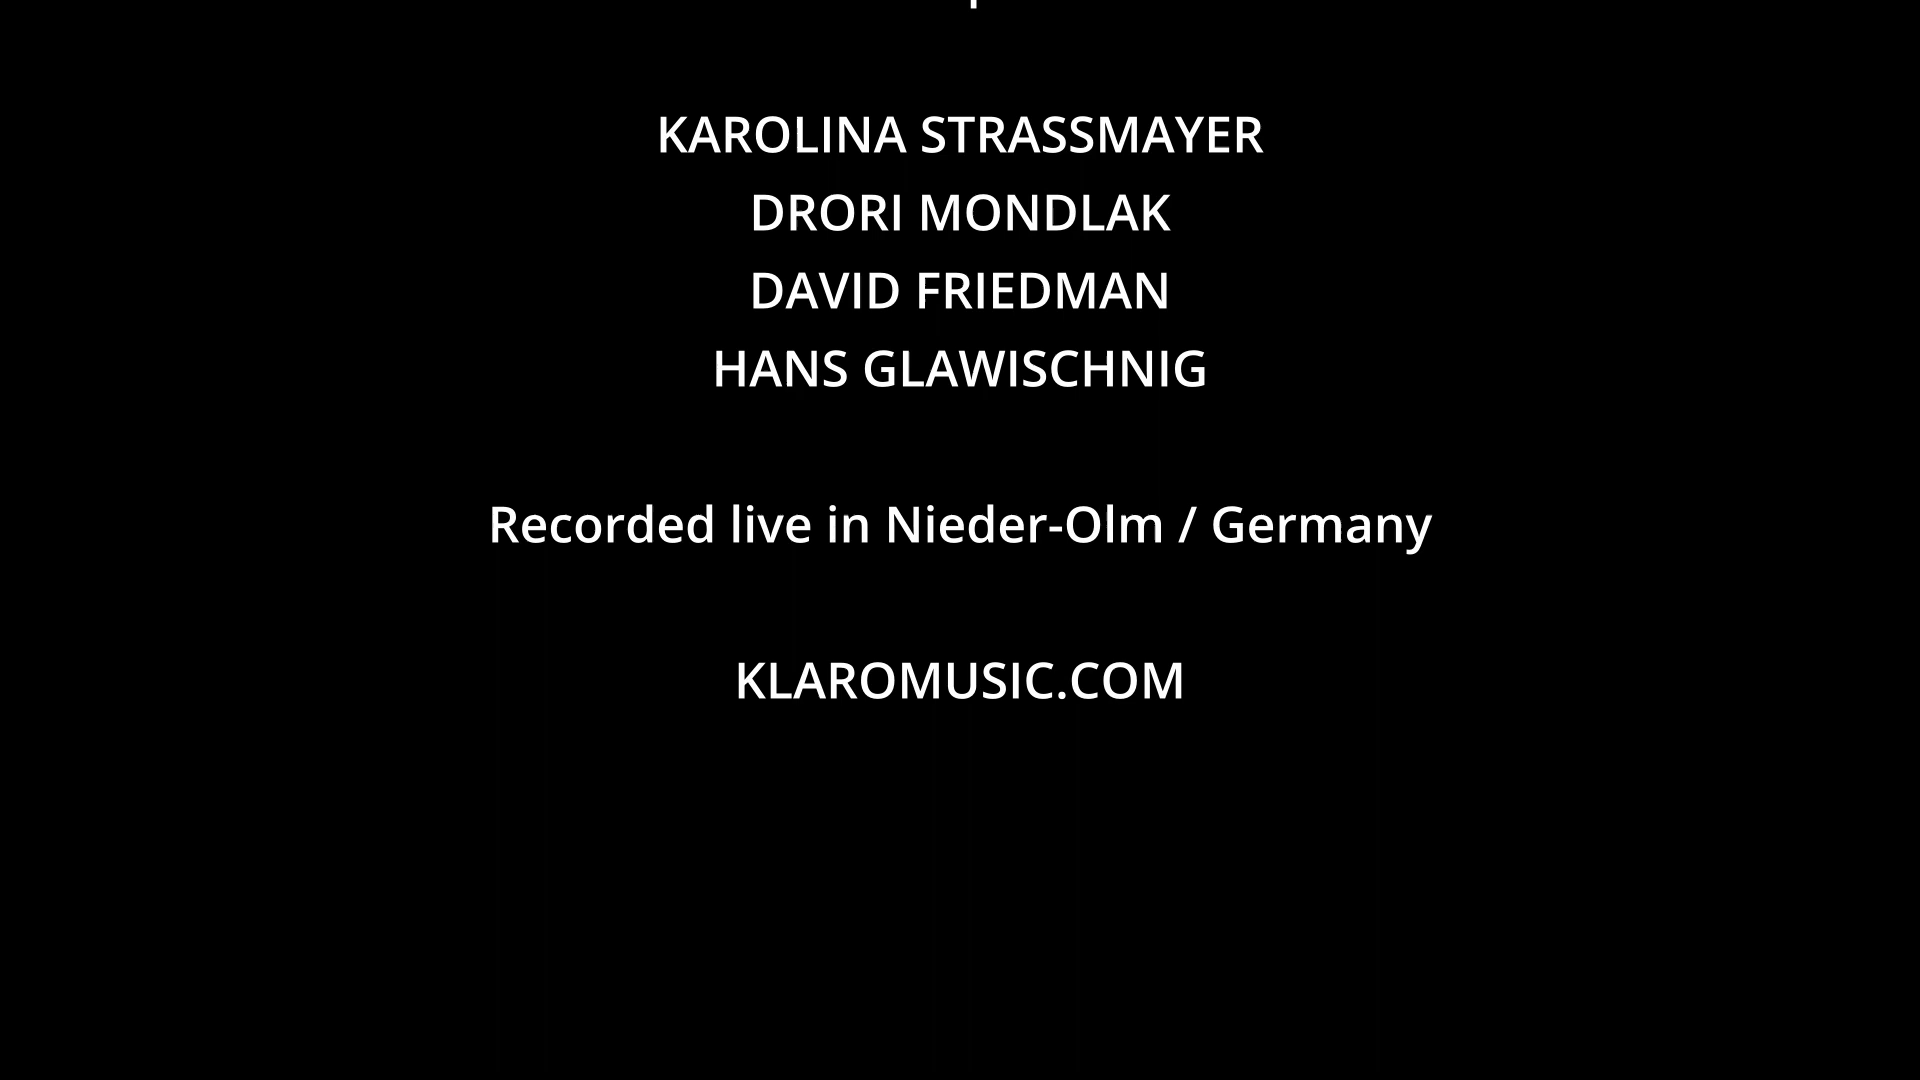 KAROLINA STRASSMAYER
DRORI MONDLAK
DAVID FRIEDMAN
HANS GLAWISCHNIG
Recorded live in Nieder-Olm / Germany
KLAROMUSIC.COM